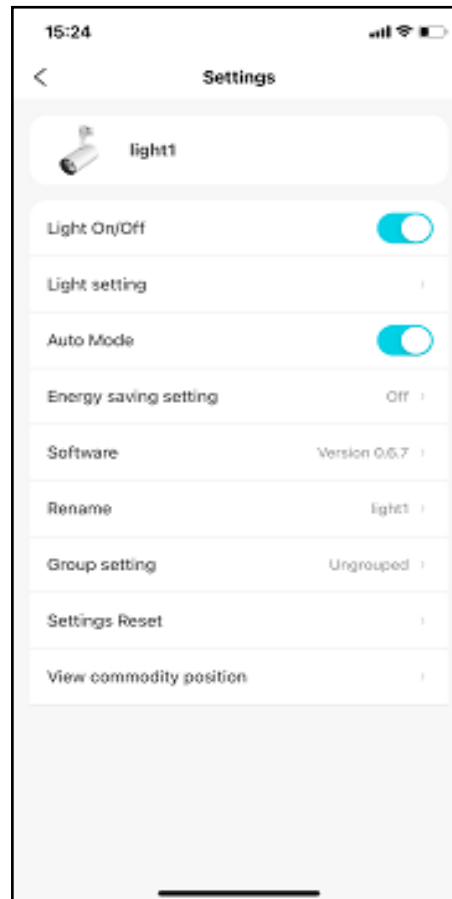 15:24
Settings
light1
Light On/Off
Light setting
Auto Mode
Energy saving setting Off
Software Version 0.6.7
Rename light1
Group setting Ungrouped
Settings Reset
View commodity position